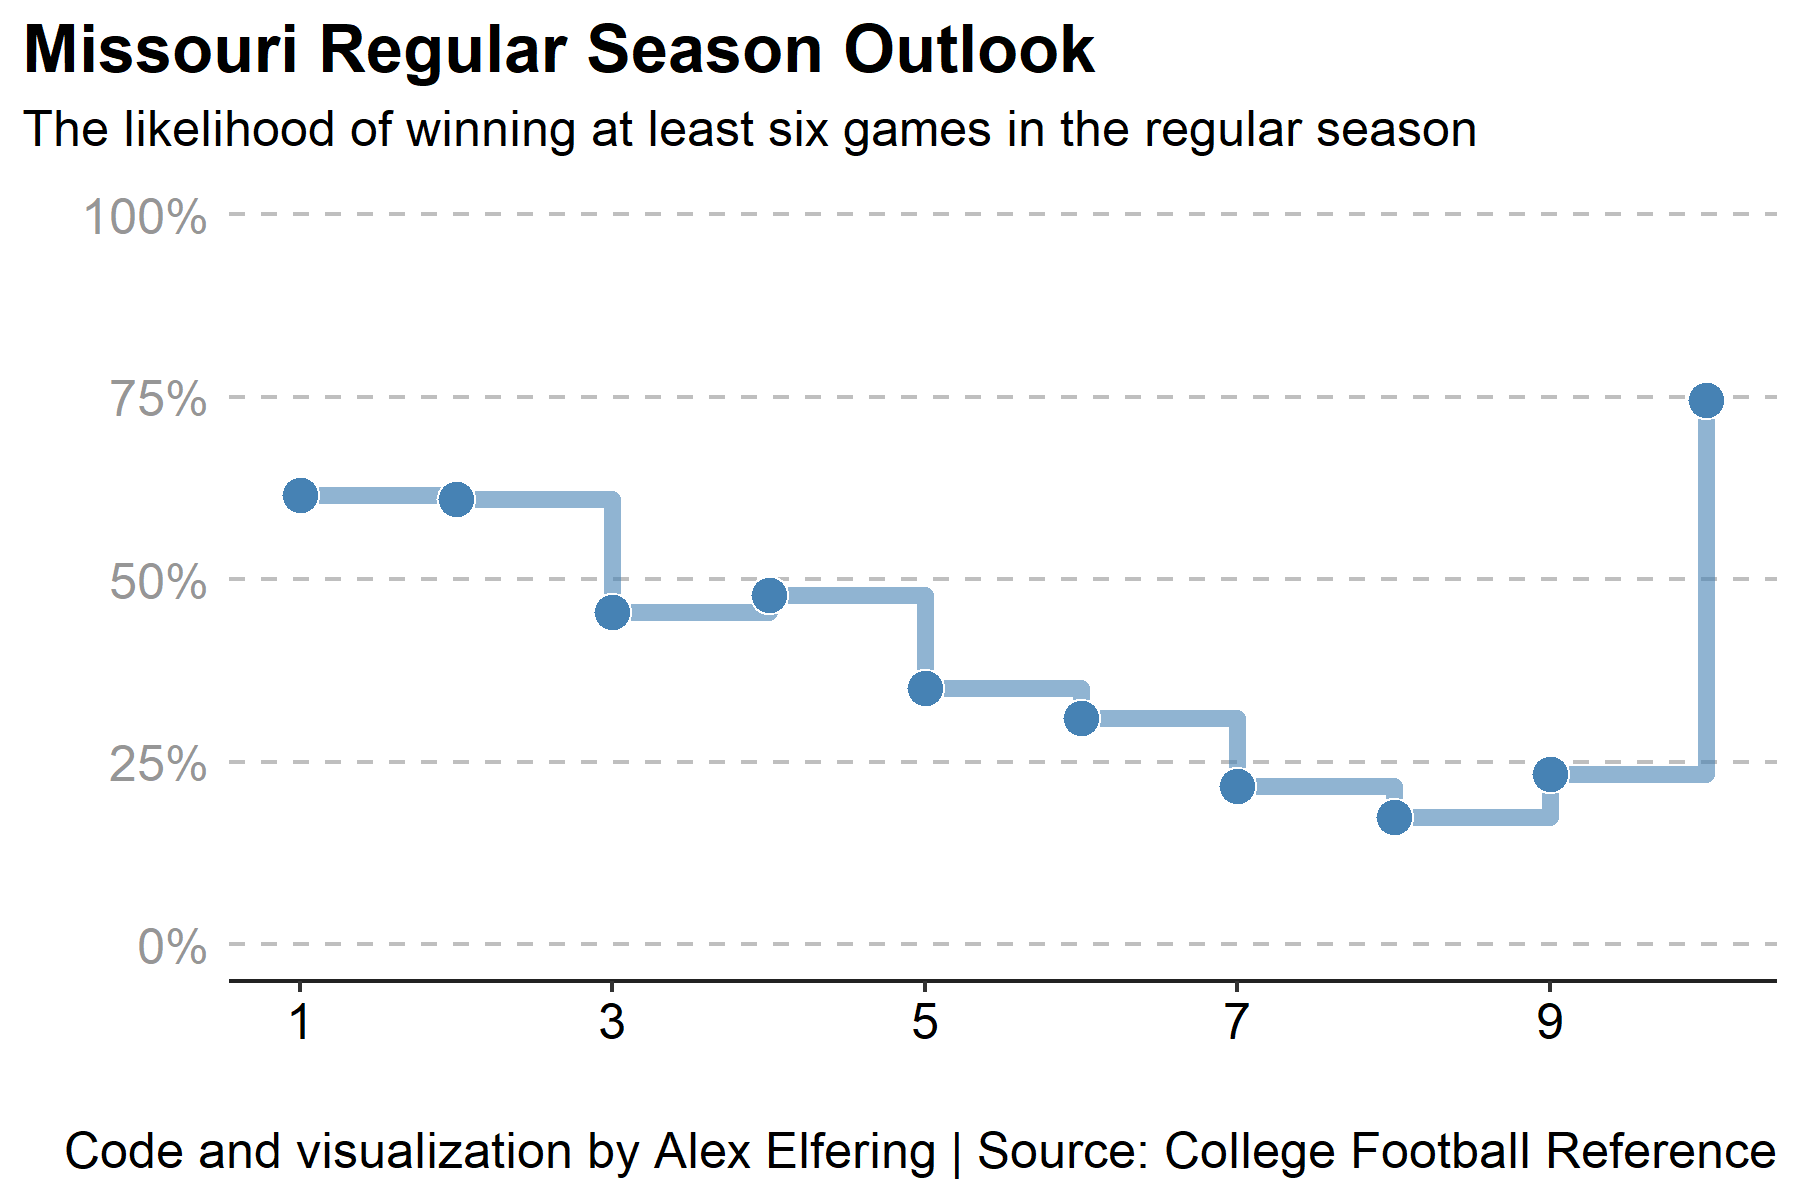 Missouri Regular Season Outlook
The likelihood of winning at least six games in the regular season
100%
75%
50%
25%
0%
1 3 5 7 9
Code and visualization by Alex Elfering | Source: College Football Reference